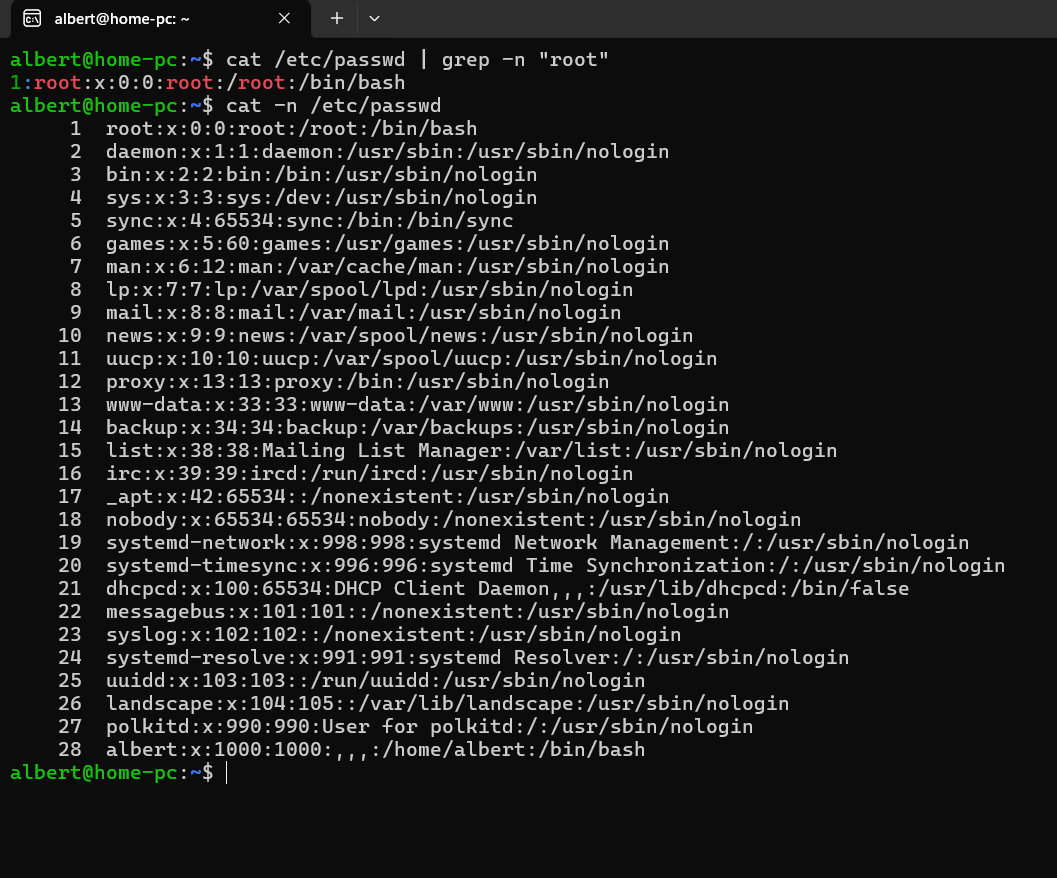 albert@home-pc: ~
albert@home-pc:~$ cat /etc/passwd | grep -n "root"
1:root:x:0:0:root:/root:/bin/bash
albert@home-pc:~$ cat -n /etc/passwd
     1  root:x:0:0:root:/root:/bin/bash
     2  daemon:x:1:1:daemon:/usr/sbin:/usr/sbin/nologin
     3  bin:x:2:2:bin:/bin:/usr/sbin/nologin
     4  sys:x:3:3:sys:/dev:/usr/sbin/nologin
     5  sync:x:4:65534:sync:/bin:/bin/sync
     6  games:x:5:60:games:/usr/games:/usr/sbin/nologin
     7  man:x:6:12:man:/var/cache/man:/usr/sbin/nologin
     8  lp:x:7:7:lp:/var/spool/lpd:/usr/sbin/nologin
     9  mail:x:8:8:mail:/var/mail:/usr/sbin/nologin
    10  news:x:9:9:news:/var/spool/news:/usr/sbin/nologin
    11  uucp:x:10:10:uucp:/var/spool/uucp:/usr/sbin/nologin
    12  proxy:x:13:13:proxy:/bin:/usr/sbin/nologin
    13  www-data:x:33:33:www-data:/var/www:/usr/sbin/nologin
    14  backup:x:34:34:backup:/var/backups:/usr/sbin/nologin
    15  list:x:38:38:Mailing List Manager:/var/list:/usr/sbin/nologin
    16  irc:x:39:39:ircd:/run/ircd:/usr/sbin/nologin
    17  _apt:x:42:65534::/nonexistent:/usr/sbin/nologin
    18  nobody:x:65534:65534:nobody:/nonexistent:/usr/sbin/nologin
    19  systemd-network:x:998:998:systemd Network Management:/:/usr/sbin/nologin
    20  systemd-timesync:x:996:996:systemd Time Synchronization:/:/usr/sbin/nologin
    21  dhcpcd:x:100:65534:DHCP Client Daemon,,,:/usr/lib/dhcpcd:/bin/false
    22  messagebus:x:101:101::/nonexistent:/usr/sbin/nologin
    23  syslog:x:102:102::/nonexistent:/usr/sbin/nologin
    24  systemd-resolve:x:991:991:systemd Resolver:/:/usr/sbin/nologin
    25  uuidd:x:103:103::/run/uuidd:/usr/sbin/nologin
    26  landscape:x:104:105::/var/lib/landscape:/usr/sbin/nologin
    27  polkitd:x:990:990:User for polkitd:/:/usr/sbin/nologin
    28  albert:x:1000:1000:,,,:/home/albert:/bin/bash
albert@home-pc:~$